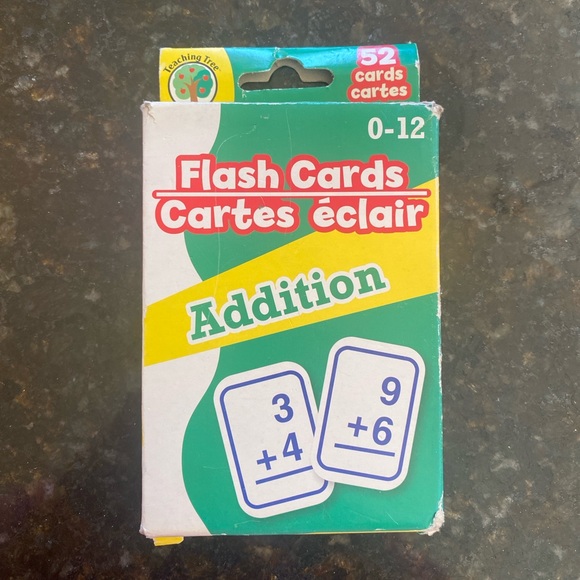 Teaching Tree
52
cards
cartes
0-12
Flash Cards
Cartes éclair
Addition
3
+4
9
+6